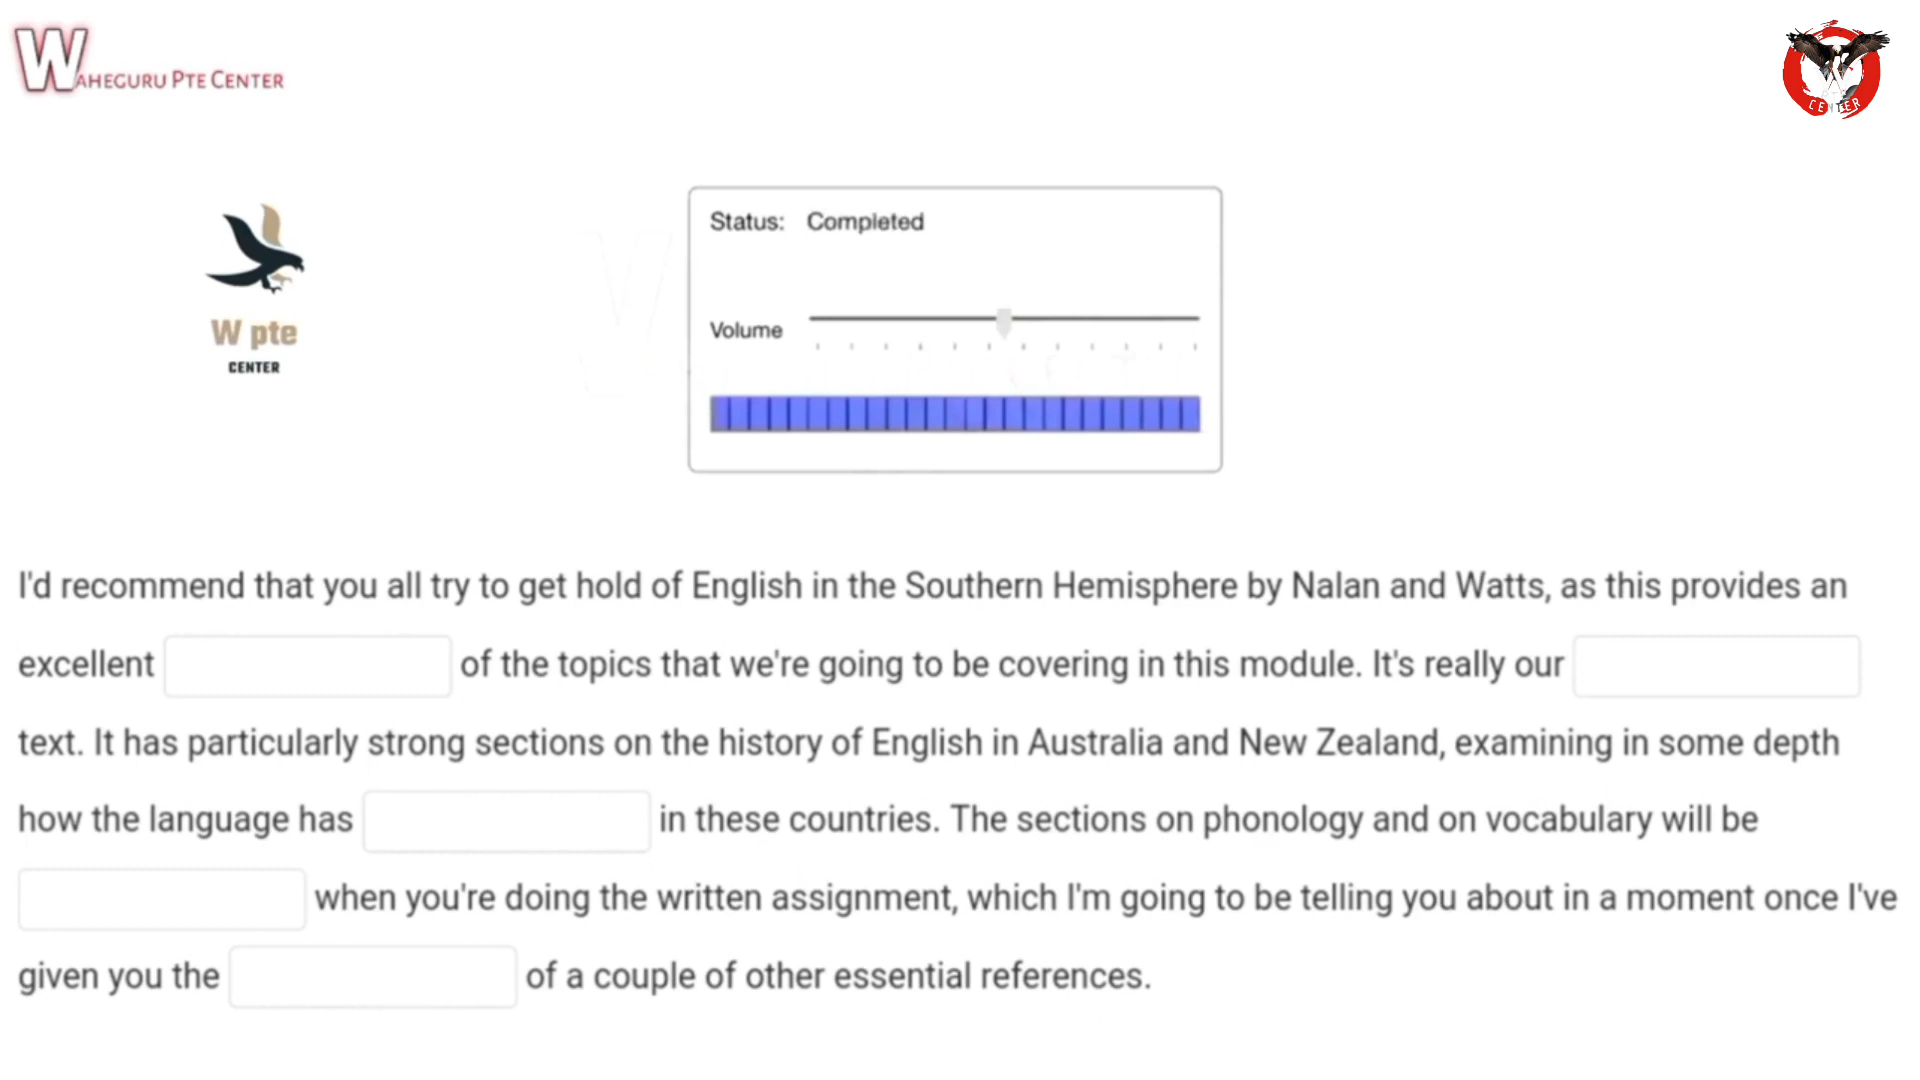 WAHEGURU PTE CENTER
CENTER
W pte
CENTER
Status: Completed
Volume
I'd recommend that you all try to get hold of English in the Southern Hemisphere by Nalan and Watts, as this provides an
excellent of the topics that we're going to be covering in this module. It's really our
text. It has particularly strong sections on the history of English in Australia and New Zealand, examining in some depth
how the language has in these countries. The sections on phonology and on vocabulary will be
when you're doing the written assignment, which I'm going to be telling you about in a moment once I've
given you the of a couple of other essential references.